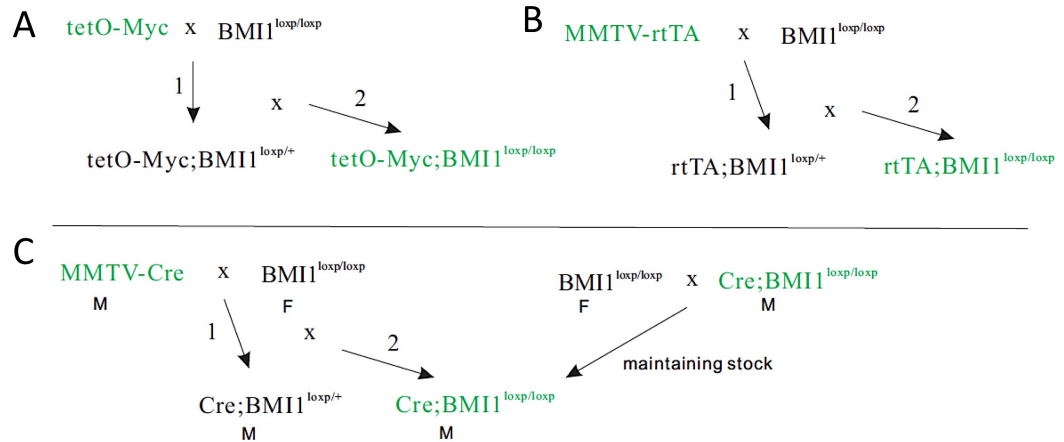 A
tetO-Myc x BMI1loxp/loxp
1
x
2
tetO-Myc;BMI1loxp/+
tetO-Myc;BMI1loxp/loxp
B
MMTV-rtTA x BMI1loxp/loxp
1
x
2
rtTA;BMI1loxp/+
rtTA;BMI1loxp/loxp
C
MMTV-Cre x BMI1loxp/loxp
M
F
1
x
2
Cre;BMI1loxp/+
M
Cre;BMI1loxp/loxp
M
BMI1loxp/loxp x Cre;BMI1loxp/loxp
F
M
maintaining stock